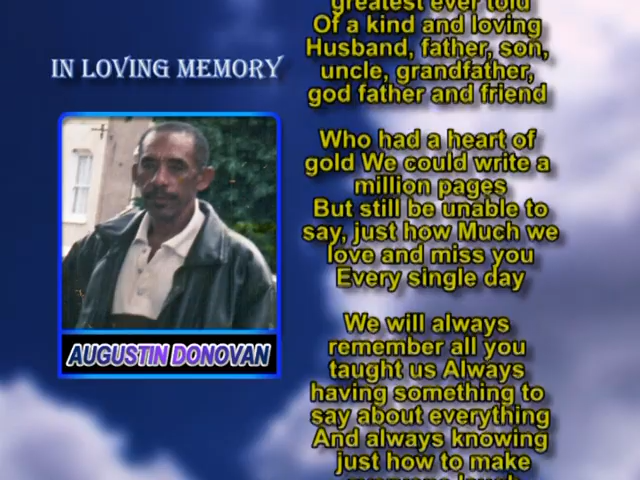 IN LOVING MEMORY
AUGUSTIN DONOVAN
greatest ever told
Of a kind and loving
Husband, father, son,
uncle, grandfather,
god father and friend
Who had a heart of
gold We could write a
million pages
But still be unable to
say, just how Much we
love and miss you
Every single day
We will always
remember all you
taught us Always
having something to
say about everything
And always knowing
just how to make